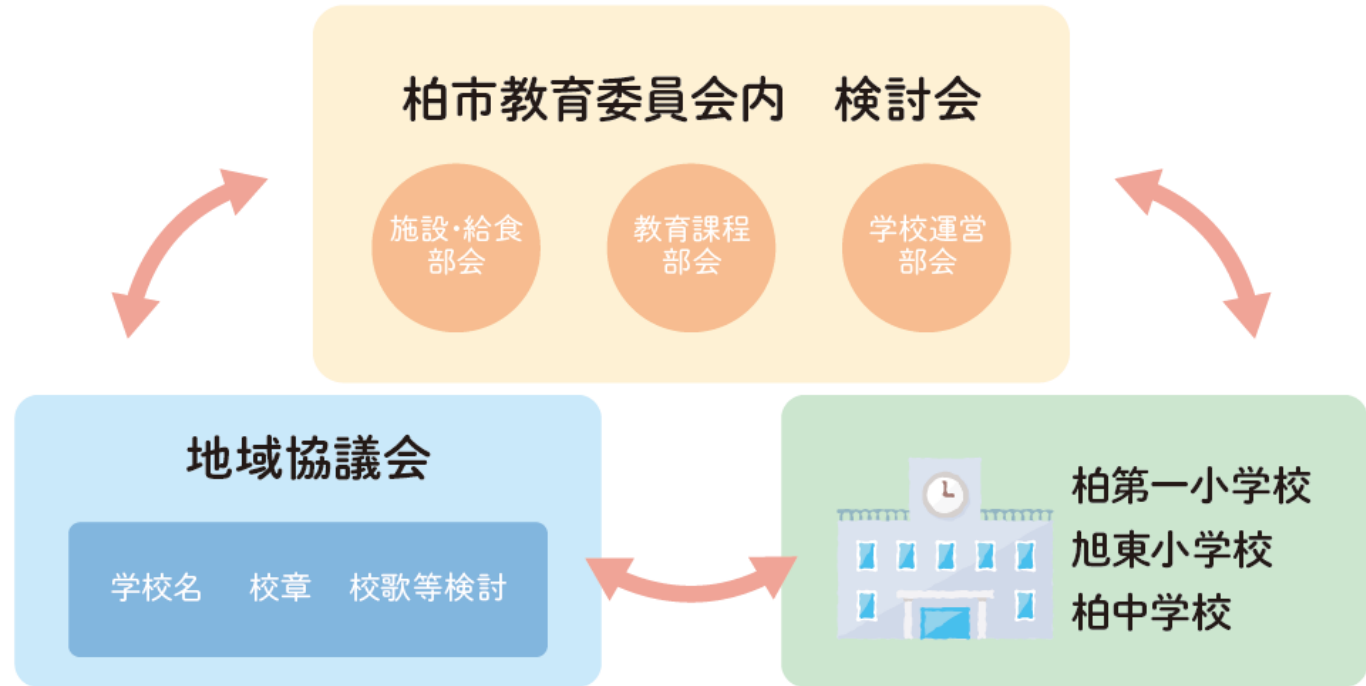 柏市教育委員会内　検討会
施設・給食
部会
教育課程
部会
学校運営
部会
地域協議会
学校名　校章　校歌等検討
柏第一小学校
旭東小学校
柏中学校